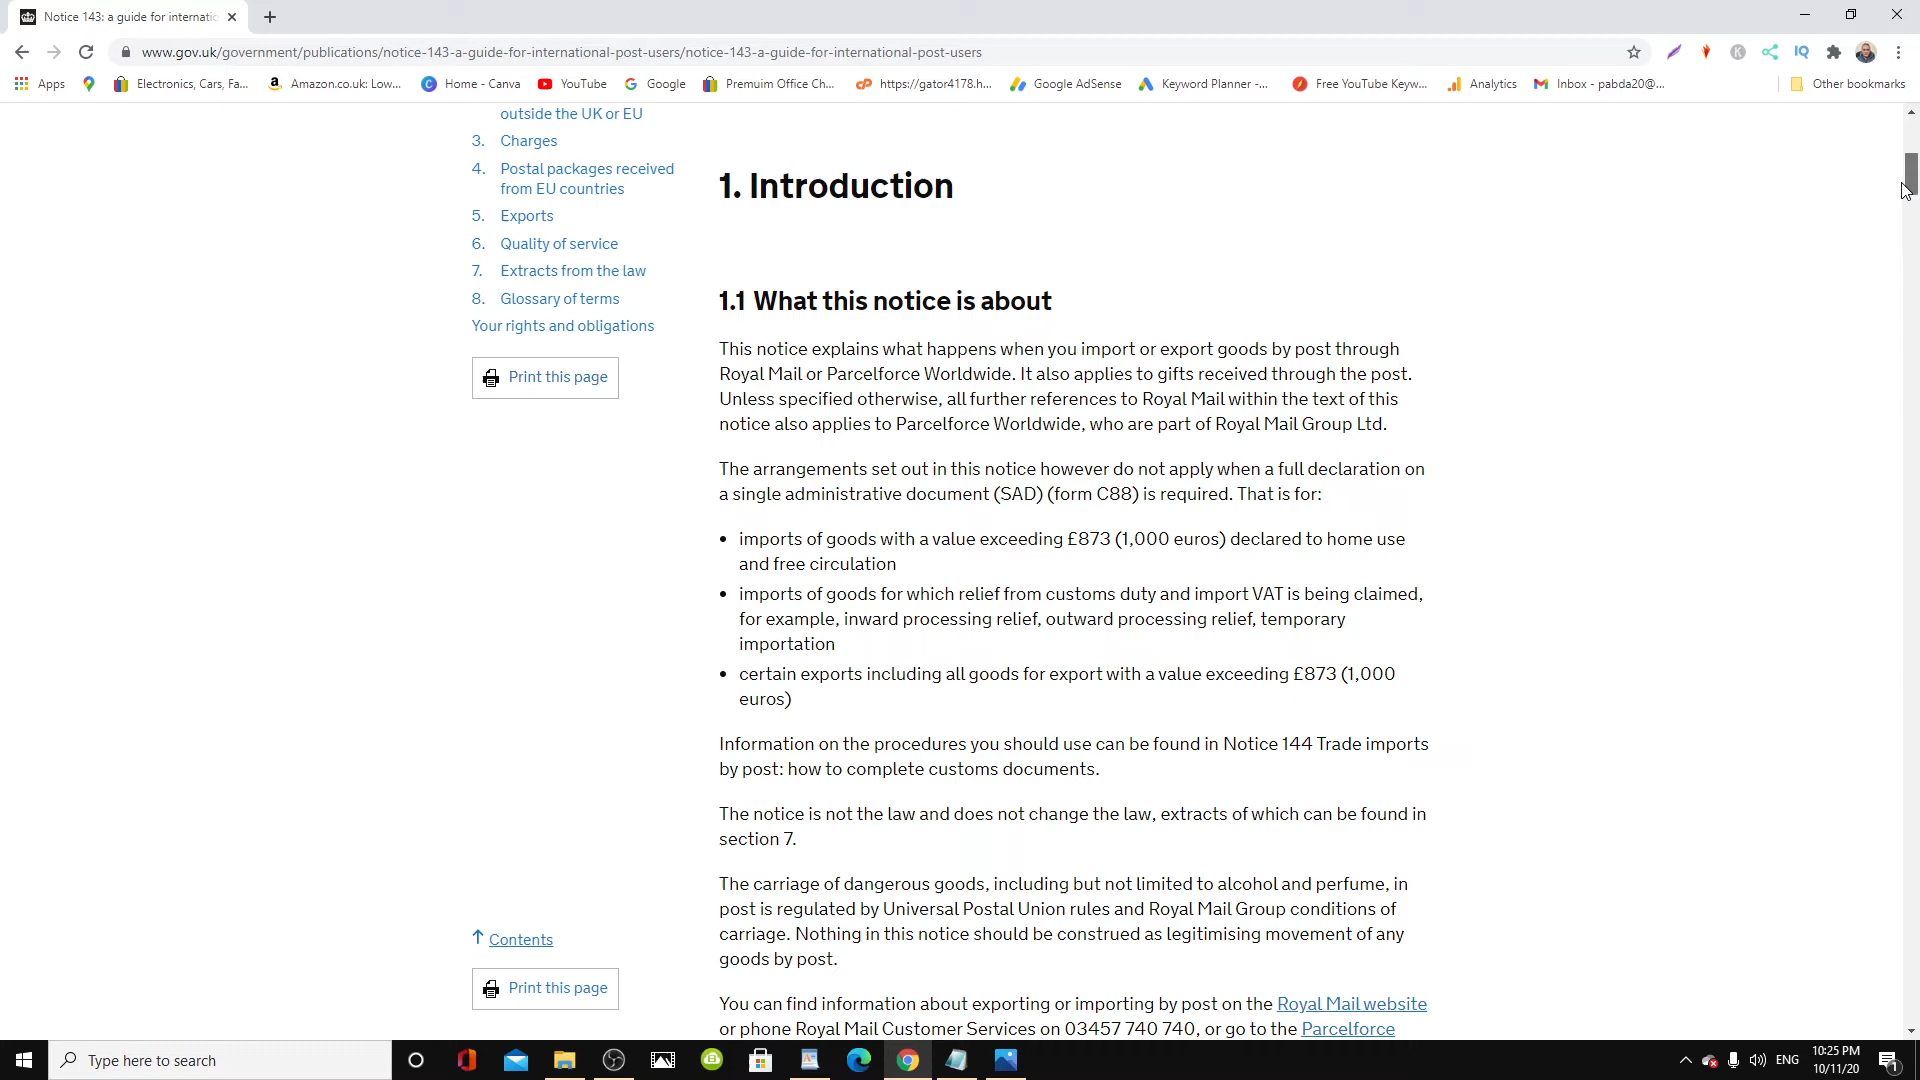 Notice 143: a guide for internatic
www.gov.uk/government/publications/notice-143-a-guide-for-international-post-users/notice-143-a-guide-for-international-post-users
Apps
Electronics, Cars, Fa...
Amazon.co.uk: Low...
Home - Canva
YouTube
Google
Premuim Office Ch...
https://gator4178.h...
Google AdSense
Keyword Planner -...
Free YouTube Keyw...
Analytics
Inbox - pabda20@...
Other bookmarks
outside the UK or EU
3. Charges
4. Postal packages received
from EU countries
5. Exports
6. Quality of service
7. Extracts from the law
8. Glossary of terms
Your rights and obligations
Print this page
1. Introduction
1.1 What this notice is about
This notice explains what happens when you import or export goods by post through
Royal Mail or Parcelforce Worldwide. It also applies to gifts received through the post.
Unless specified otherwise, all further references to Royal Mail within the text of this
notice also applies to Parcelforce Worldwide, who are part of Royal Mail Group Ltd.
The arrangements set out in this notice however do not apply when a full declaration on
a single administrative document (SAD) (form C88) is required. That is for:
• imports of goods with a value exceeding £873 (1,000 euros) declared to home use
and free circulation
• imports of goods for which relief from customs duty and import VAT is being claimed,
for example, inward processing relief, outward processing relief, temporary
importation
• certain exports including all goods for export with a value exceeding £873 (1,000
euros)
Information on the procedures you should use can be found in Notice 144 Trade imports
by post: how to complete customs documents.
The notice is not the law and does not change the law, extracts of which can be found in
section 7.
The carriage of dangerous goods, including but not limited to alcohol and perfume, in
post is regulated by Universal Postal Union rules and Royal Mail Group conditions of
carriage. Nothing in this notice should be construed as legitimising movement of any
goods by post.
You can find information about exporting or importing by post on the Royal Mail website
or phone Royal Mail Customer Services on 03457 740 740, or go to the Parcelforce
↑ Contents
Print this page
Type here to search
ENG
10:25 PM
10/11/20
1